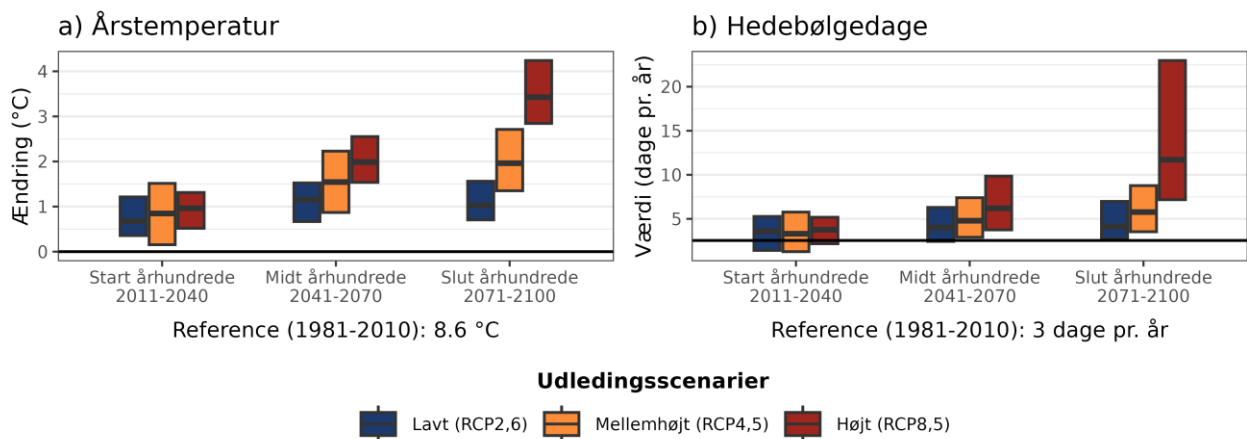 a) Årstemperatur
Ændring (°C)
4
3
2
1
0
Start århundrede
2011-2040
Midt århundrede
2041-2070
Slut århundrede
2071-2100
Reference (1981-2010): 8.6 °C
b) Hedebølgedage
Værdi (dage pr. år)
20
15
10
5
Start århundrede
2011-2040
Midt århundrede
2041-2070
Slut århundrede
2071-2100
Reference (1981-2010): 3 dage pr. år
Udledingsscenarier
Lavt (RCP2,6)
Mellemhøjt (RCP4,5)
Højt (RCP8,5)